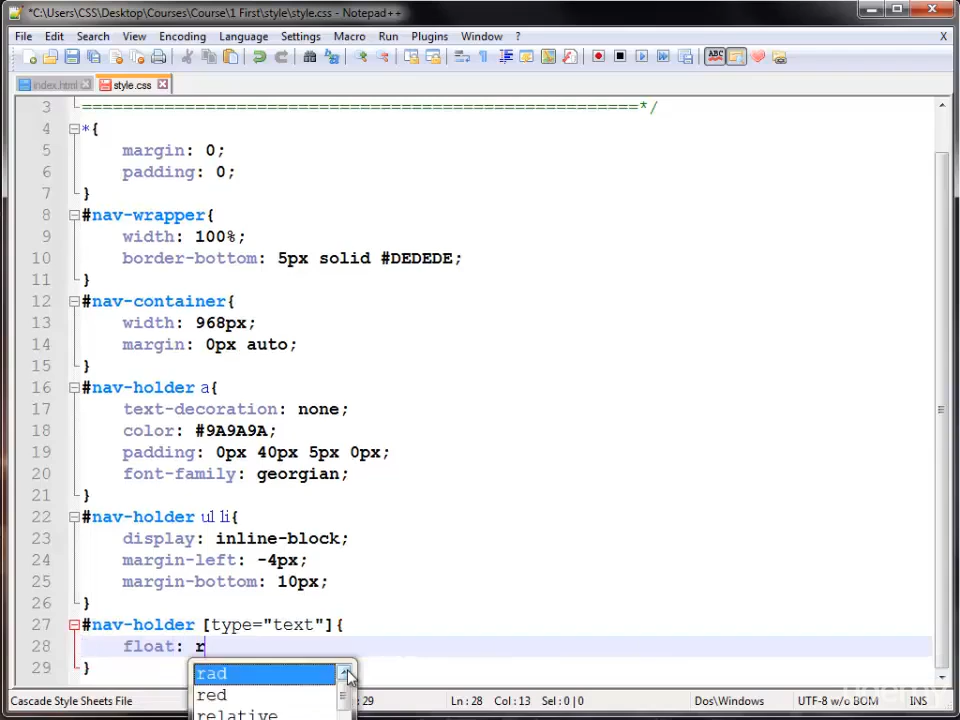 *C:\Users\CSS\Desktop\Courses\Course\1 First\style\style.css - Notepad++
File Edit Search View Encoding Language Settings Macro Run Plugins Window ? X
index.html style.css
3 ======================================================*/
4 *{
5 margin: 0;
6 padding: 0;
7 }
8 #nav-wrapper{
9 width: 100%;
10 border-bottom: 5px solid #DEDEDE;
11 }
12 #nav-container{
13 width: 968px;
14 margin: 0px auto;
15 }
16 #nav-holder a{
17 text-decoration: none;
18 color: #9A9A9A;
19 padding: 0px 40px 5px 0px;
20 font-family: georgian;
21 }
22 #nav-holder ul li{
23 display: inline-block;
24 margin-left: -4px;
25 margin-bottom: 10px;
26 }
27 #nav-holder [type="text"]{
28 float: r
29 }
rad
red
relative
Cascade Style Sheets File 29 Ln : 28 Col : 13 Sel : 0 | 0 Dos\Windows UTF-8 w/o BOM INS